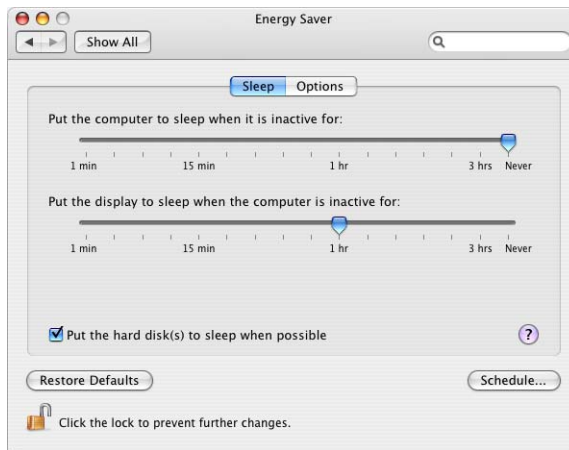 Energy Saver
Show All
Sleep Options
Put the computer to sleep when it is inactive for:
1 min 15 min 1 hr 3 hrs Never
Put the display to sleep when the computer is inactive for:
1 min 15 min 1 hr 3 hrs Never
Put the hard disk(s) to sleep when possible ?
Restore Defaults Schedule...
Click the lock to prevent further changes.